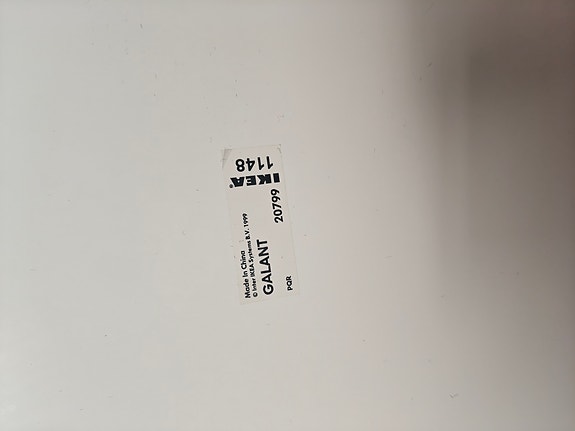 Made in China
© Inter IKEA Systems B.V. 1999
GALANT
20799
PQR
IKEA®
1148